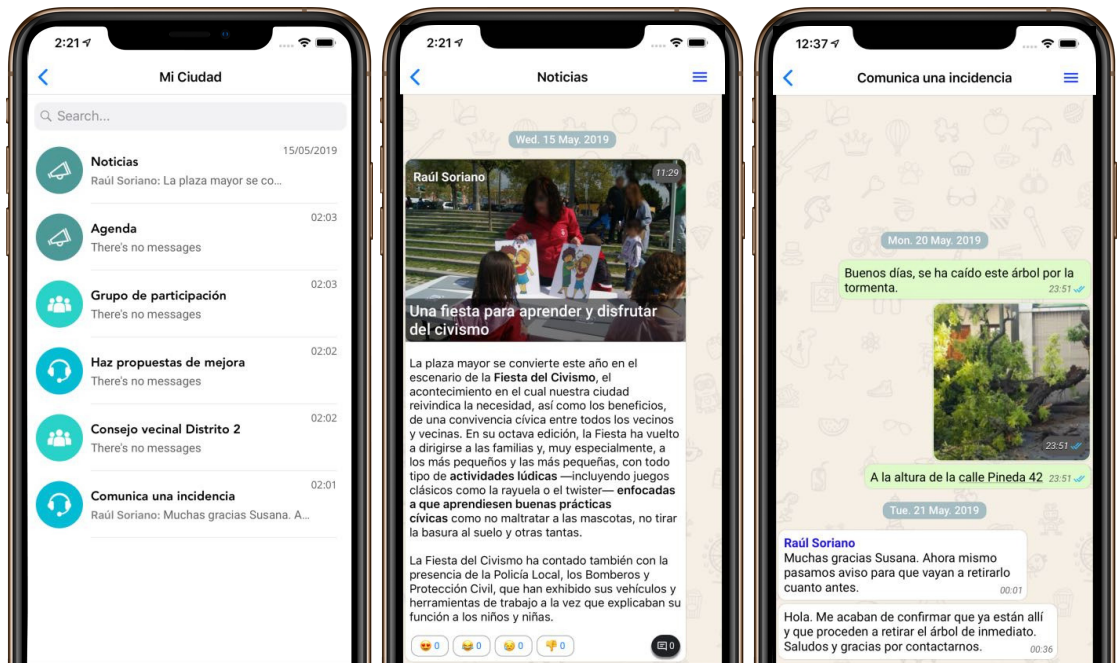 2:21
Mi Ciudad
Search...
Noticias
15/05/2019
Raúl Soriano: La plaza mayor se co...
Agenda
02:03
There's no messages
Grupo de participación
02:03
There's no messages
Haz propuestas de mejora
02:02
There's no messages
Consejo vecinal Distrito 2
02:02
There's no messages
Comunica una incidencia
02:01
Raúl Soriano: Muchas gracias Susana. A...
2:21
Noticias
Wed. 15 May. 2019
Raúl Soriano
11:29
Una fiesta para aprender y disfrutar
del civismo
La plaza mayor se convierte este año en el
escenario de la Fiesta del Civismo, el
acontecimiento en el cual nuestra ciudad
reivindica la necesidad, así como los beneficios,
de una convivencia cívica entre todos los vecinos
y vecinas. En su octava edición, la Fiesta ha vuelto
a dirigirse a las familias y, muy especialmente, a
los más pequeños y las más pequeñas, con todo
tipo de actividades lúdicas —incluyendo juegos
clásicos como la rayuela o el twister— enfocadas
a que aprendiesen buenas prácticas
cívicas como no maltratar a las mascotas, no tirar
la basura al suelo y otras tantas.
La Fiesta del Civismo ha contado también con la
presencia de la Policía Local, los Bomberos y
Protección Civil, que han exhibido sus vehículos y
herramientas de trabajo a la vez que explicaban su
función a los niños y niñas.
0 0 0 0 0
12:37
Comunica una incidencia
Mon. 20 May. 2019
Buenos días, se ha caído este árbol por la
tormenta.
23:51
23:51
A la altura de la calle Pineda 42 23:51
Tue. 21 May. 2019
Raúl Soriano
Muchas gracias Susana. Ahora mismo
pasamos aviso para que vayan a retirarlo
cuanto antes.
00:01
Hola. Me acaban de confirmar que ya están allí
y que proceden a retirar el árbol de inmediato.
Saludos y gracias por contactarnos.
00:36